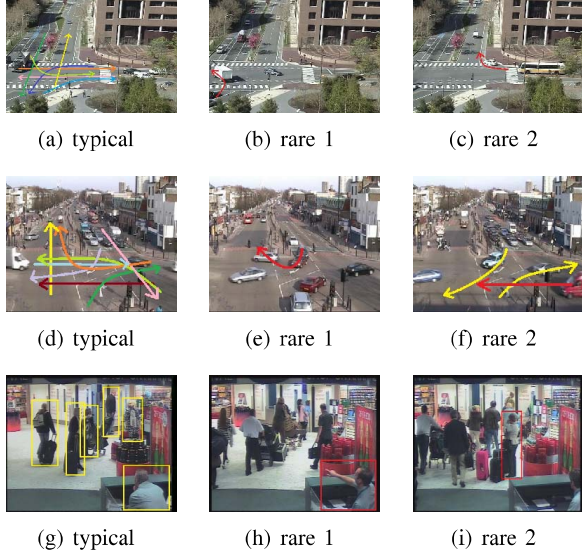 (a) typical
(b) rare 1
(c) rare 2
(d) typical
(e) rare 1
(f) rare 2
(g) typical
(h) rare 1
(i) rare 2